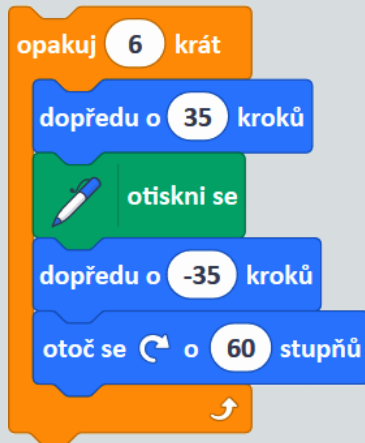 opakuj 6 krát
dopředu o 35 kroků
otiskni se
dopředu o -35 kroků
otoč se o 60 stupňů